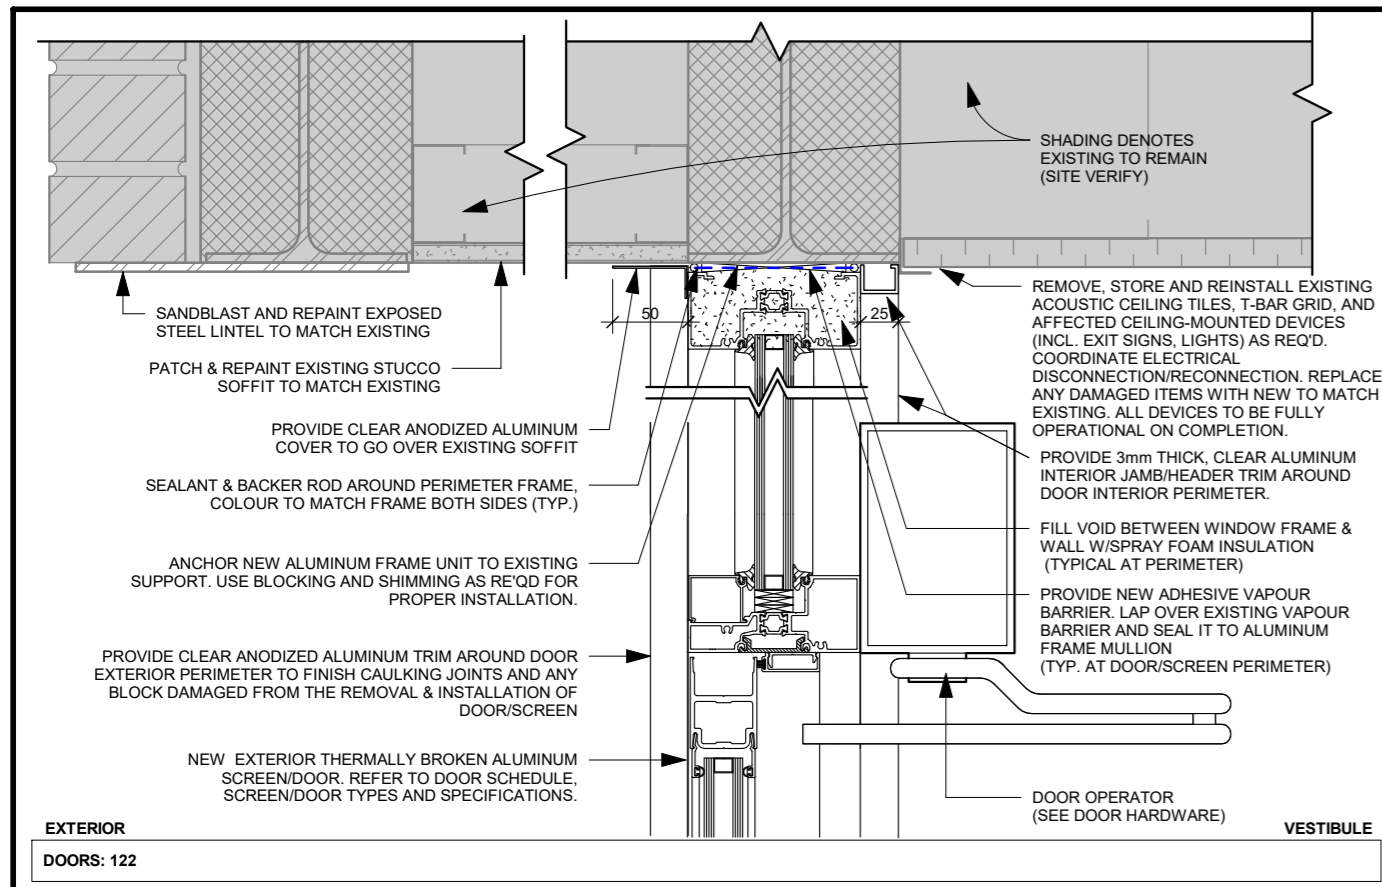 SHADING DENOTES
EXISTING TO REMAIN
(SITE VERIFY)
SANDBLAST AND REPAINT EXPOSED
STEEL LINTEL TO MATCH EXISTING
PATCH & REPAINT EXISTING STUCCO
SOFFIT TO MATCH EXISTING
PROVIDE CLEAR ANODIZED ALUMINUM
COVER TO GO OVER EXISTING SOFFIT
SEALANT & BACKER ROD AROUND PERIMETER FRAME,
COLOUR TO MATCH FRAME BOTH SIDES (TYP.)
ANCHOR NEW ALUMINUM FRAME UNIT TO EXISTING
SUPPORT. USE BLOCKING AND SHIMMING AS RE'QD FOR
PROPER INSTALLATION.
PROVIDE CLEAR ANODIZED ALUMINUM TRIM AROUND DOOR
EXTERIOR PERIMETER TO FINISH CAULKING JOINTS AND ANY
BLOCK DAMAGED FROM THE REMOVAL & INSTALLATION OF
DOOR/SCREEN
NEW EXTERIOR THERMALLY BROKEN ALUMINUM
SCREEN/DOOR. REFER TO DOOR SCHEDULE,
SCREEN/DOOR TYPES AND SPECIFICATIONS.
50
25
REMOVE, STORE AND REINSTALL EXISTING
ACOUSTIC CEILING TILES, T-BAR GRID, AND
AFFECTED CEILING-MOUNTED DEVICES
(INCL. EXIT SIGNS, LIGHTS) AS REQ'D.
COORDINATE ELECTRICAL
DISCONNECTION/RECONNECTION. REPLACE
ANY DAMAGED ITEMS WITH NEW TO MATCH
EXISTING. ALL DEVICES TO BE FULLY
OPERATIONAL ON COMPLETION.
PROVIDE 3mm THICK, CLEAR ALUMINUM
INTERIOR JAMB/HEADER TRIM AROUND
DOOR INTERIOR PERIMETER.
FILL VOID BETWEEN WINDOW FRAME &
WALL W/SPRAY FOAM INSULATION
(TYPICAL AT PERIMETER)
PROVIDE NEW ADHESIVE VAPOUR
BARRIER. LAP OVER EXISTING VAPOUR
BARRIER AND SEAL IT TO ALUMINUM
FRAME MULLION
(TYP. AT DOOR/SCREEN PERIMETER)
DOOR OPERATOR
(SEE DOOR HARDWARE)
EXTERIOR
VESTIBULE
DOORS: 122